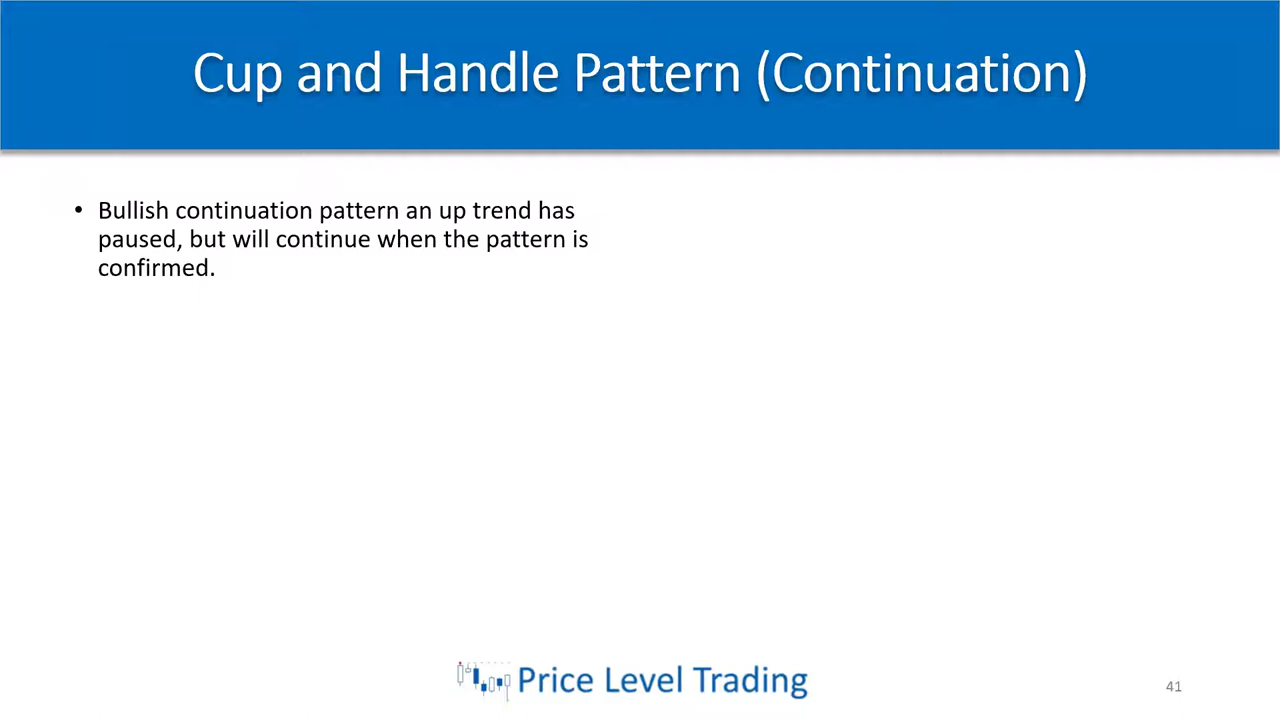 Cup and Handle Pattern (Continuation)
• Bullish continuation pattern an up trend has
paused, but will continue when the pattern is
confirmed.
Price Level Trading
41